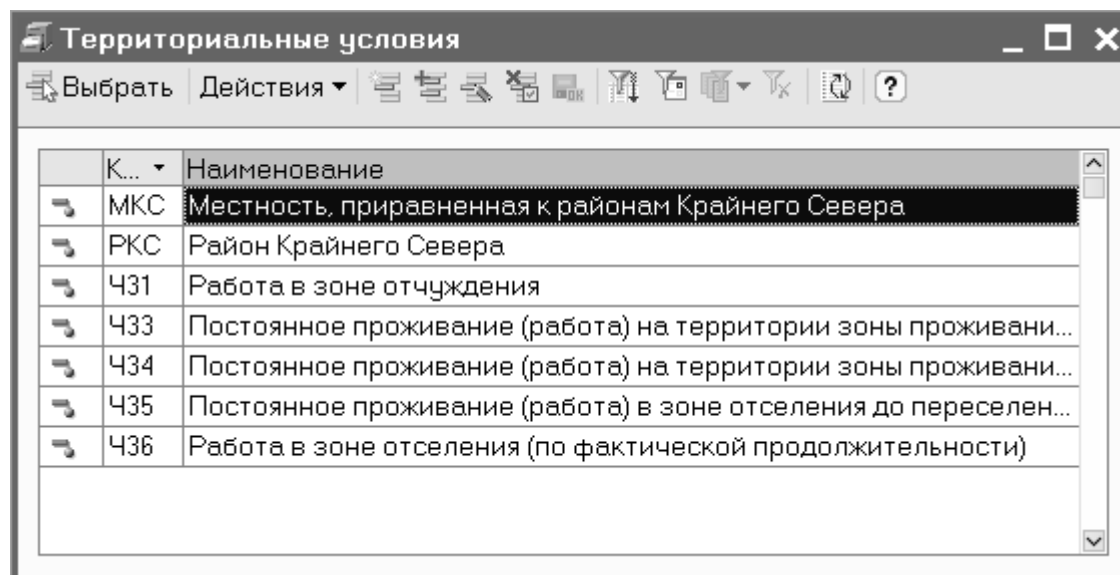 Территориальные условия
Выбрать Действия
К... Наименование
МКС Местность, приравненная к районам Крайнего Севера
РКС Район Крайнего Севера
Ч31 Работа в зоне отчуждения
Ч33 Постоянное проживание (работа) на территории зоны проживани...
Ч34 Постоянное проживание (работа) на территории зоны проживани...
Ч35 Постоянное проживание (работа) в зоне отселения до переселен...
Ч36 Работа в зоне отселения (по фактической продолжительности)